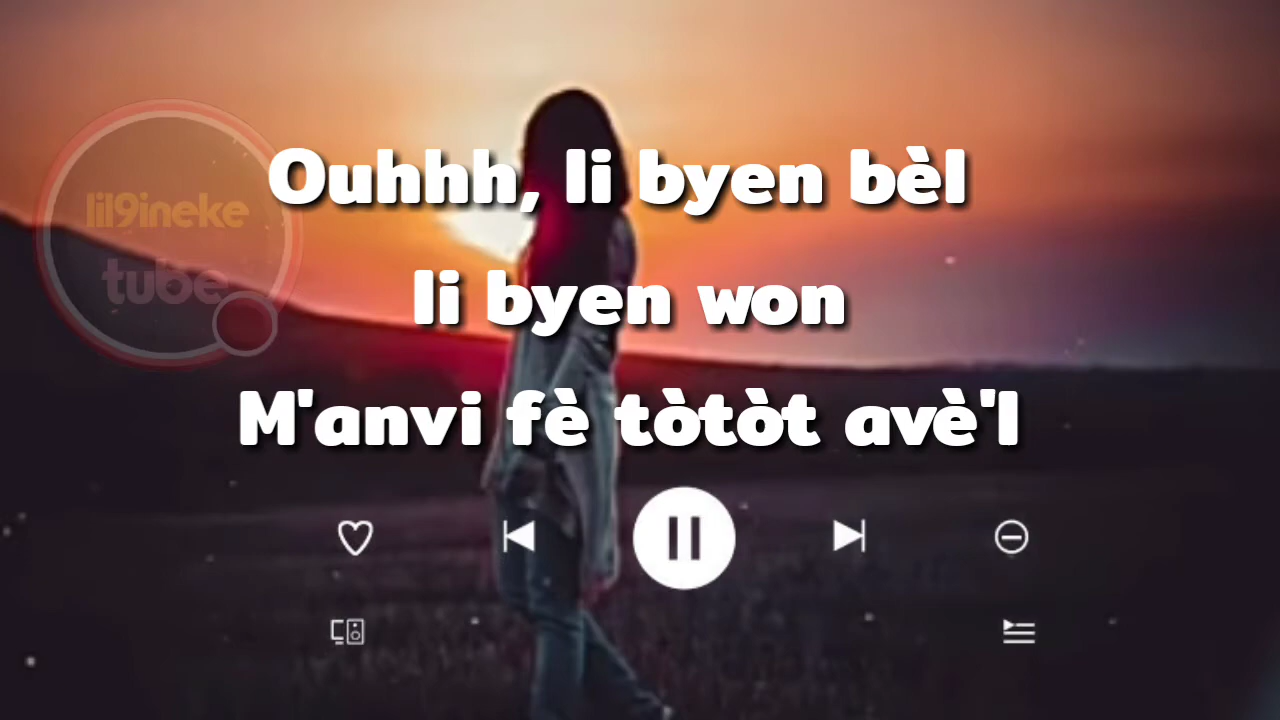 Ouhhh, li byen bèl
li byen won
M'anvi fè tòtòt avè'l
lil9ineke
tube